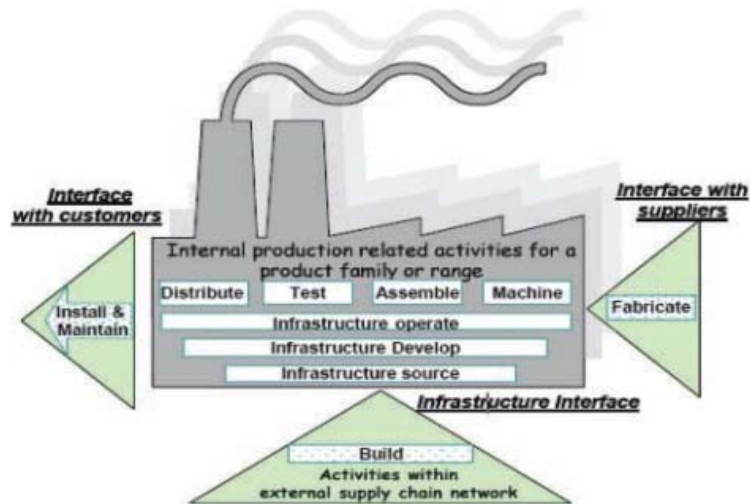 Interface
with customers
Interface with
suppliers
Internal production related activities for a
product family or range
Distribute
Test
Assemble
Machine
Install &
Maintain
Infrastructure operate
Fabricate
Infrastructure Develop
Infrastructure source
Infrastructure Interface
Build
Activities within
external supply chain network